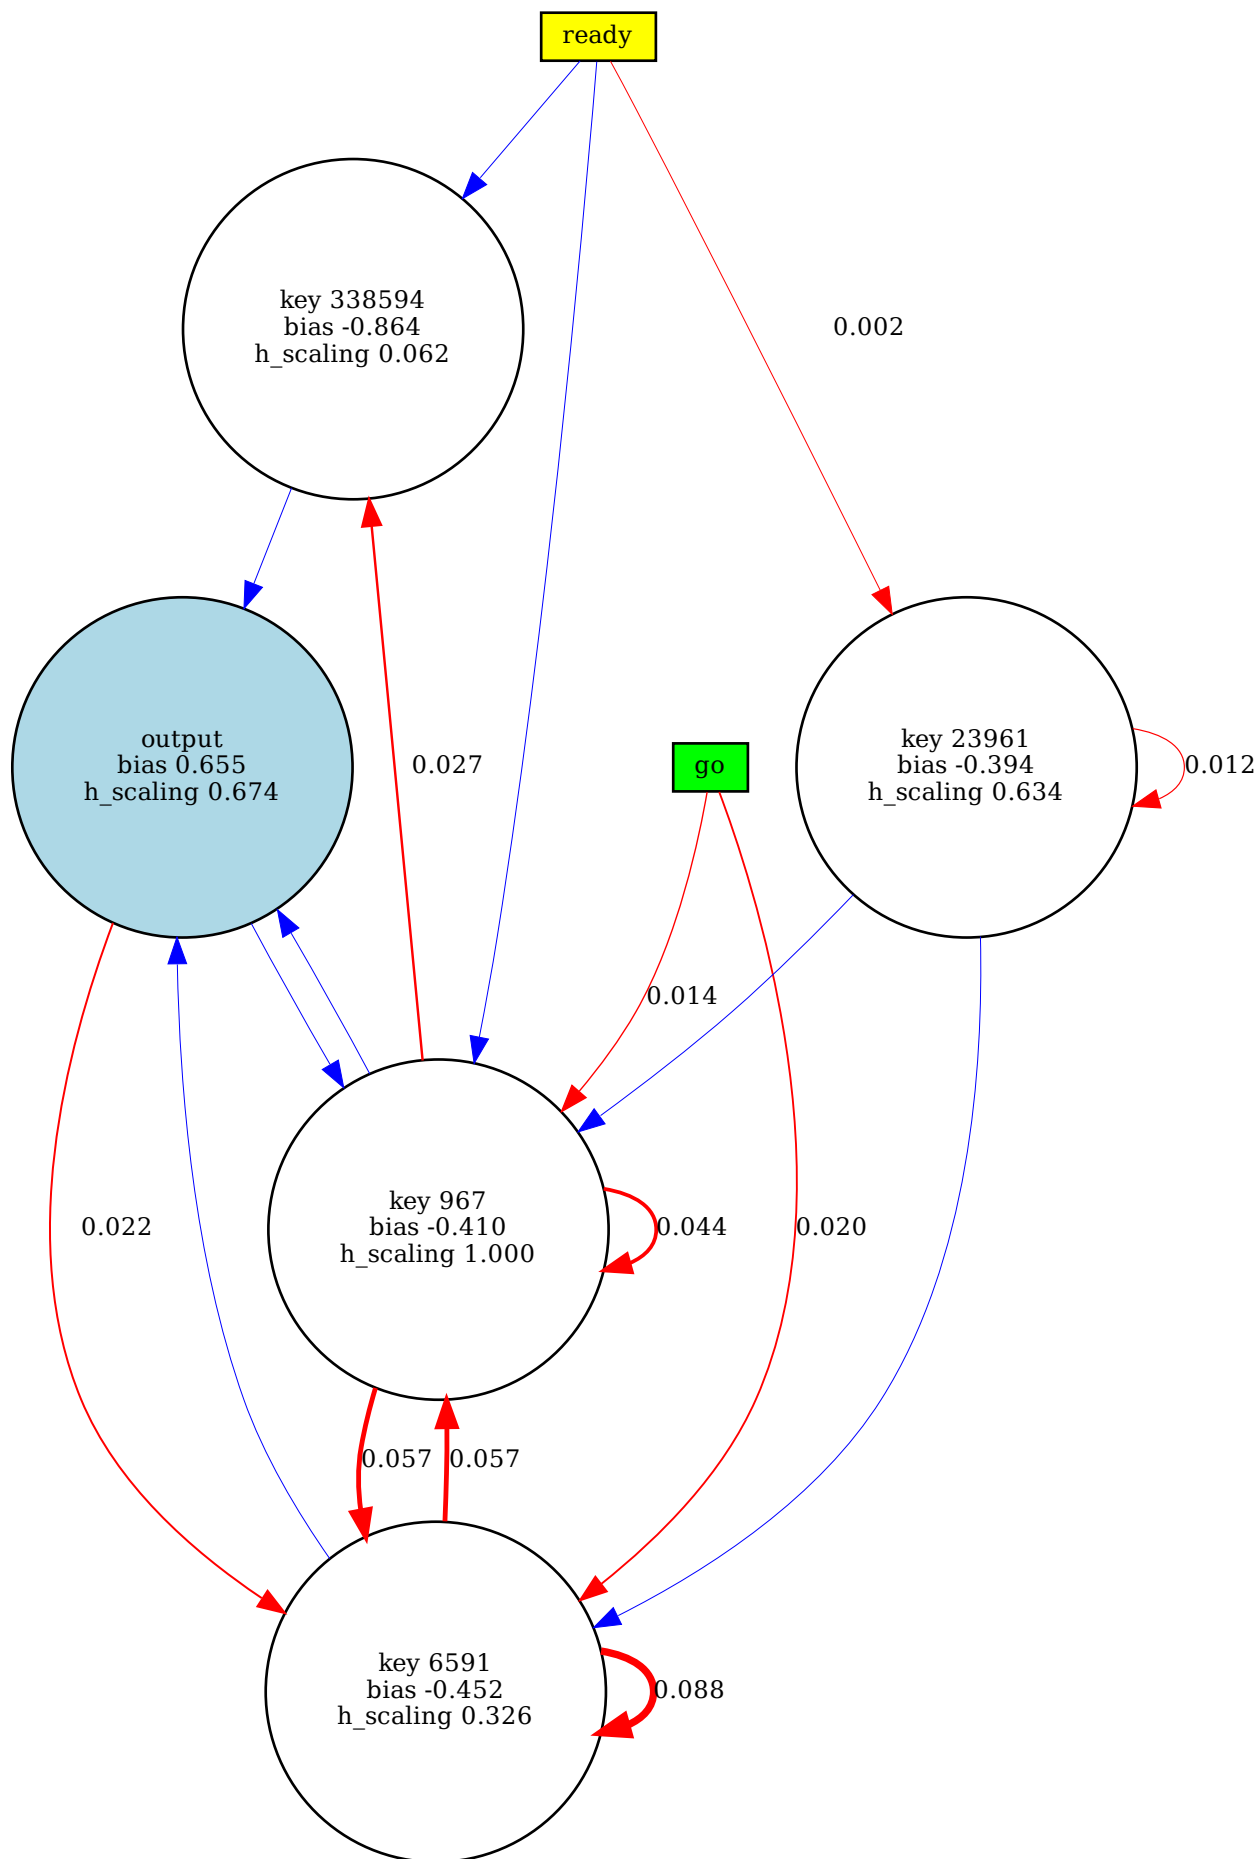 ready
key 338594
bias -0.864
h_scaling 0.062
0.002
output
bias 0.655
h_scaling 0.674
0.027
go
key 23961
bias -0.394
h_scaling 0.634
0.012
0.014
0.022
key 967
bias -0.410
h_scaling 1.000
0.044
0.020
0.057
0.057
key 6591
bias -0.452
h_scaling 0.326
0.088